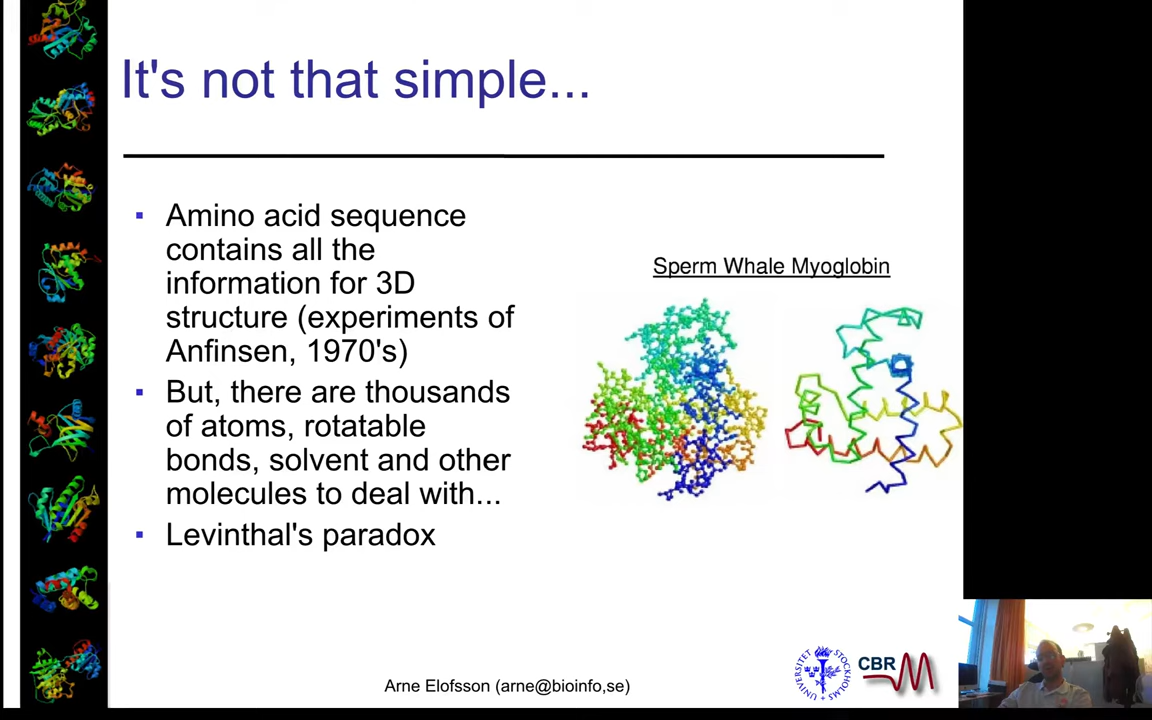 It's not that simple...
▪ Amino acid sequence
contains all the
information for 3D
structure (experiments of
Anfinsen, 1970's)
▪ But, there are thousands
of atoms, rotatable
bonds, solvent and other
molecules to deal with...
▪ Levinthal's paradox
Sperm Whale Myoglobin
Arne Elofsson (arne@bioinfo,se)
STOCKHOLMS
UNIVERSITET
CBR